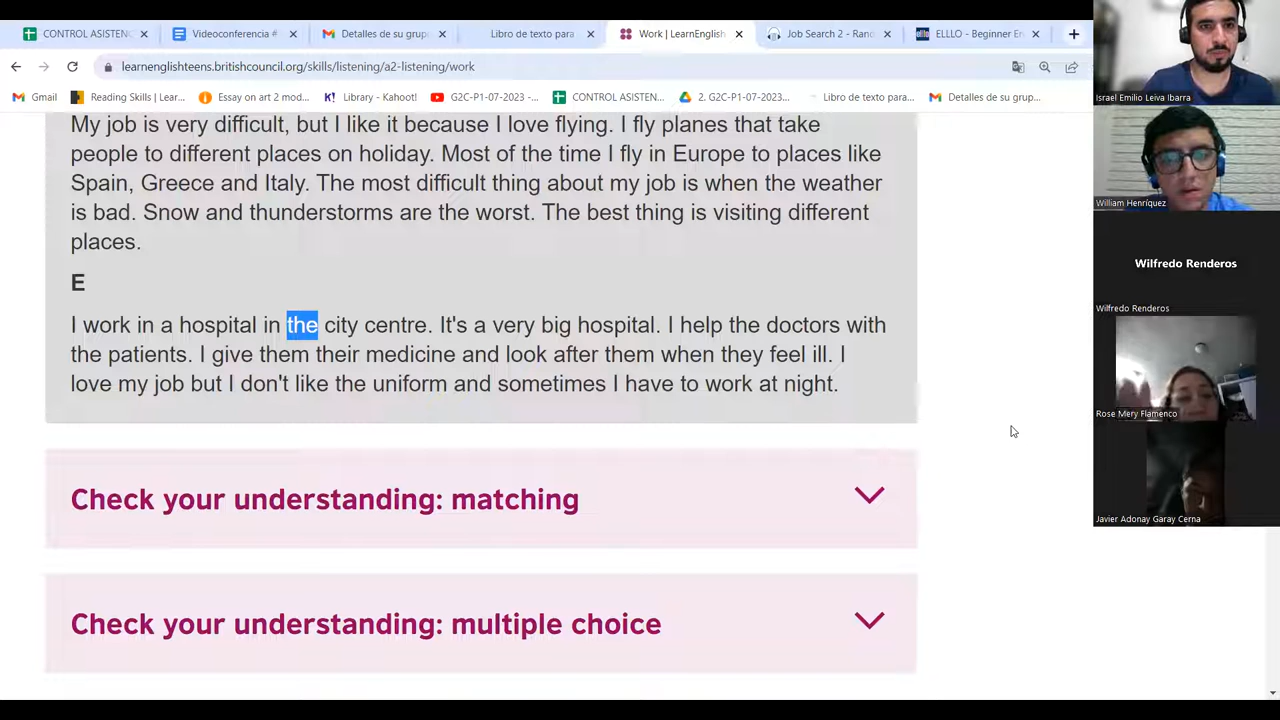 CONTROL ASISTENC
Videoconferencia #
Detalles de su grup
Libro de texto para
Work | LearnEnglish
Job Search 2 - Ran
ELLLO - Beginner En
learnenglishteens.britishcouncil.org/skills/listening/a2-listening/work
Gmail
Reading Skills | Lear...
Essay on art 2 mod...
Library - Kahoot!
G2C-P1-07-2023 -...
CONTROL ASISTEN...
2. G2C-P1-07-2023...
Libro de texto para...
Detalles de su grup...
My job is very difficult, but I like it because I love flying. I fly planes that take
people to different places on holiday. Most of the time I fly in Europe to places like
Spain, Greece and Italy. The most difficult thing about my job is when the weather
is bad. Snow and thunderstorms are the worst. The best thing is visiting different
places.
E
I work in a hospital in the city centre. It's a very big hospital. I help the doctors with
the patients. I give them their medicine and look after them when they feel ill. I
love my job but I don't like the uniform and sometimes I have to work at night.
Check your understanding: matching
Check your understanding: multiple choice
Israel Emilio Leiva Ibarra
William Henríquez
Wilfredo Renderos
Wilfredo Renderos
Rose Mery Flamenco
Javier Adonay Garay Cerna